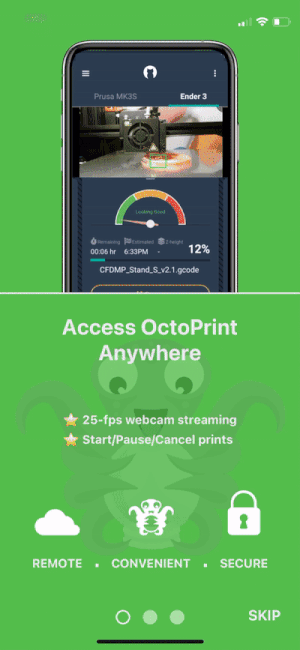 Prusa MK3S Ender 3
Looking Good
Remaining Estimated Z height
00:06 hr 6:33PM - 12%
CFDMP_Stand_S_v2.1.gcode
Access OctoPrint
Anywhere
⭐ 25-fps webcam streaming
⭐ Start/Pause/Cancel prints
REMOTE • CONVENIENT • SECURE
SKIP